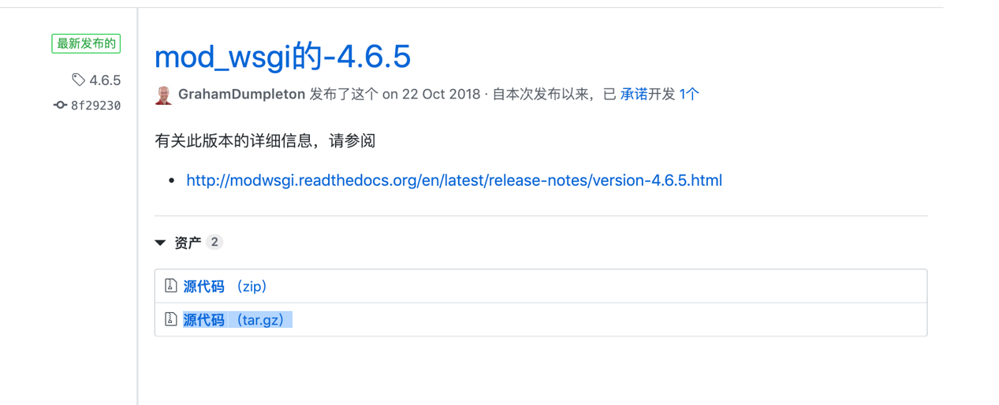 最新发布的
4.6.5
8f29230
mod_wsgi的-4.6.5
GrahamDumpleton 发布了这个 on 22 Oct 2018 · 自本次发布以来，已 承诺开发 1个
有关此版本的详细信息，请参阅
• http://modwsgi.readthedocs.org/en/latest/release-notes/version-4.6.5.html
资产 2
源代码 （zip）
源代码 （tar.gz）